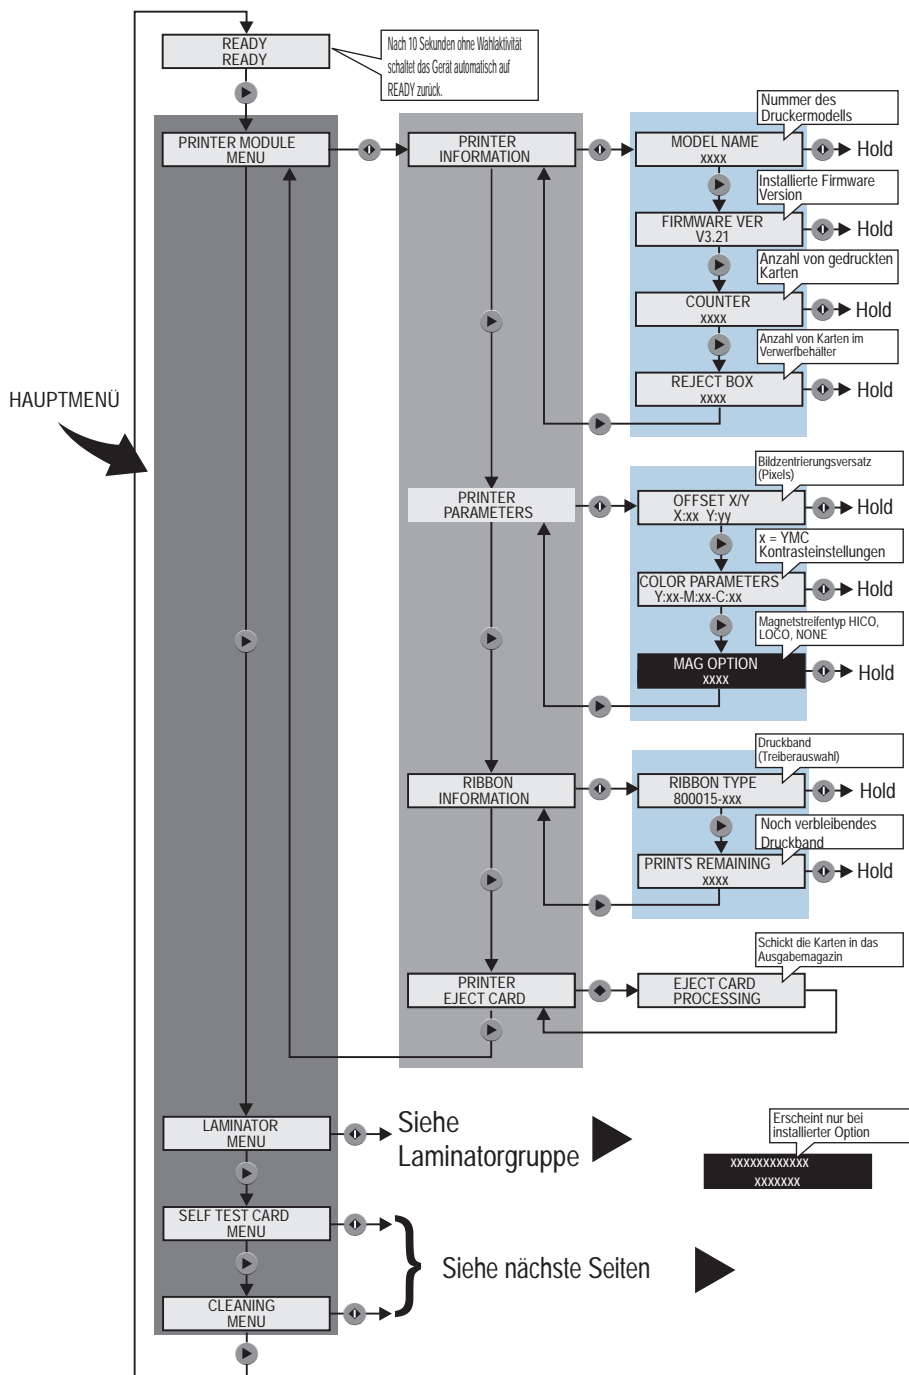 READY
READY
Nach 10 Sekunden ohne Wahlaktivität
schaltet das Gerät automatisch auf
READY zurück.
HAUPTMENÜ
PRINTER MODULE
MENU
PRINTER
INFORMATION
Nummer des
Druckermodells
MODEL NAME
xxxx
Hold
Installierte Firmware
Version
FIRMWARE VER
V3.21
Hold
Anzahl von gedruckten
Karten
COUNTER
xxxx
Hold
Anzahl von Karten im
Verwerfbehälter
REJECT BOX
xxxx
Hold
PRINTER
PARAMETERS
Bildzentrierungsversatz
(Pixels)
OFFSET X/Y
X:xx Y:yy
Hold
x = YMC
Kontrasteinstellungen
COLOR PARAMETERS
Y:xx-M:xx-C:xx
Hold
Magnetstreifentyp HICO,
LOCO, NONE
MAG OPTION
xxxx
Hold
RIBBON
INFORMATION
Druckband
(Treiberauswahl)
RIBBON TYPE
800015-xxx
Hold
Noch verbleibendes
Druckband
PRINTS REMAINING
xxxx
Hold
PRINTER
EJECT CARD
Schickt die Karten in das
Ausgabemagazin
EJECT CARD
PROCESSING
LAMINATOR
MENU
Siehe
Laminatorgruppe
Erscheint nur bei
installierter Option
XXXXXXXXXXXX
XXXXXXX
SELF TEST CARD
MENU
Siehe nächste Seiten
CLEANING
MENU